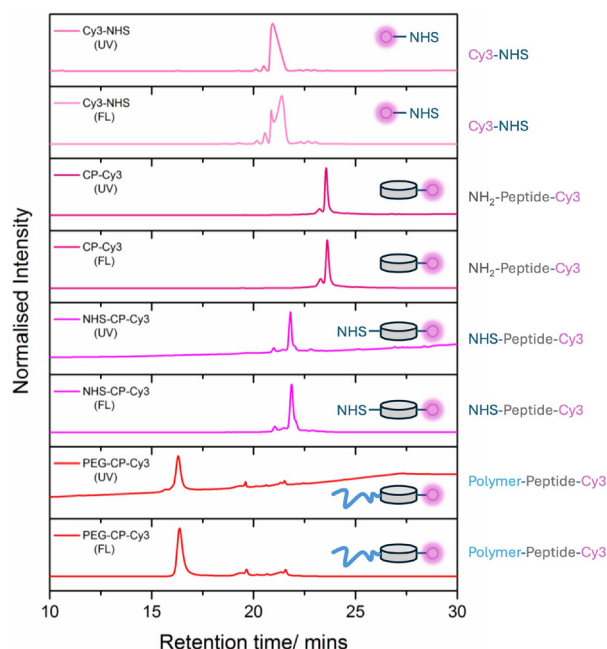 Cy3-NHS
(UV)
NHS
Cy3-NHS
Cy3-NHS
(FL)
NHS
Cy3-NHS
CP-Cy3
(UV)
NH₂-Peptide-Cy3
CP-Cy3
(FL)
NH₂-Peptide-Cy3
NHS-CP-Cy3
(UV)
NHS
NHS-Peptide-Cy3
NHS-CP-Cy3
(FL)
NHS
NHS-Peptide-Cy3
PEG-CP-Cy3
(UV)
Polymer-Peptide-Cy3
PEG-CP-Cy3
(FL)
Polymer-Peptide-Cy3
Normalised Intensity
10 15 20 25 30
Retention time/ mins